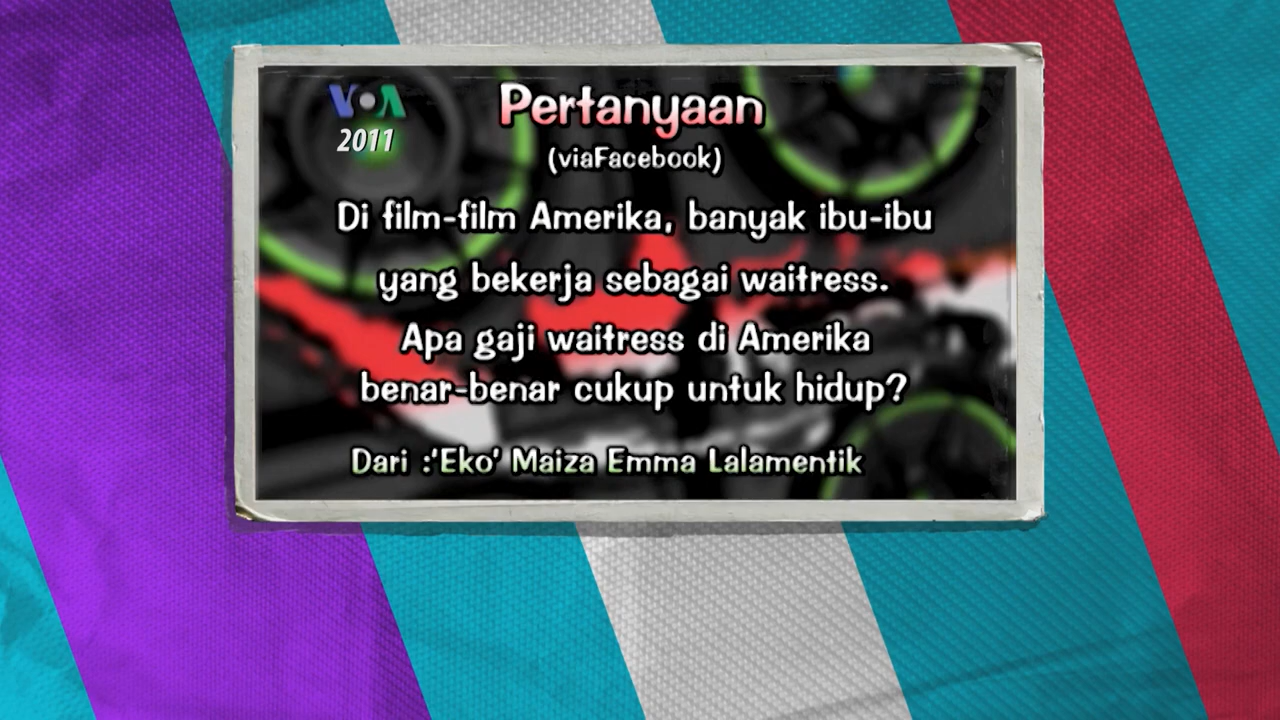 VOA
2011
Pertanyaan
(viaFacebook)
Di film-film Amerika, banyak ibu-ibu
yang bekerja sebagai waitress.
Apa gaji waitress di Amerika
benar-benar cukup untuk hidup?
Dari :'Eko' Maiza Emma Lalamentik